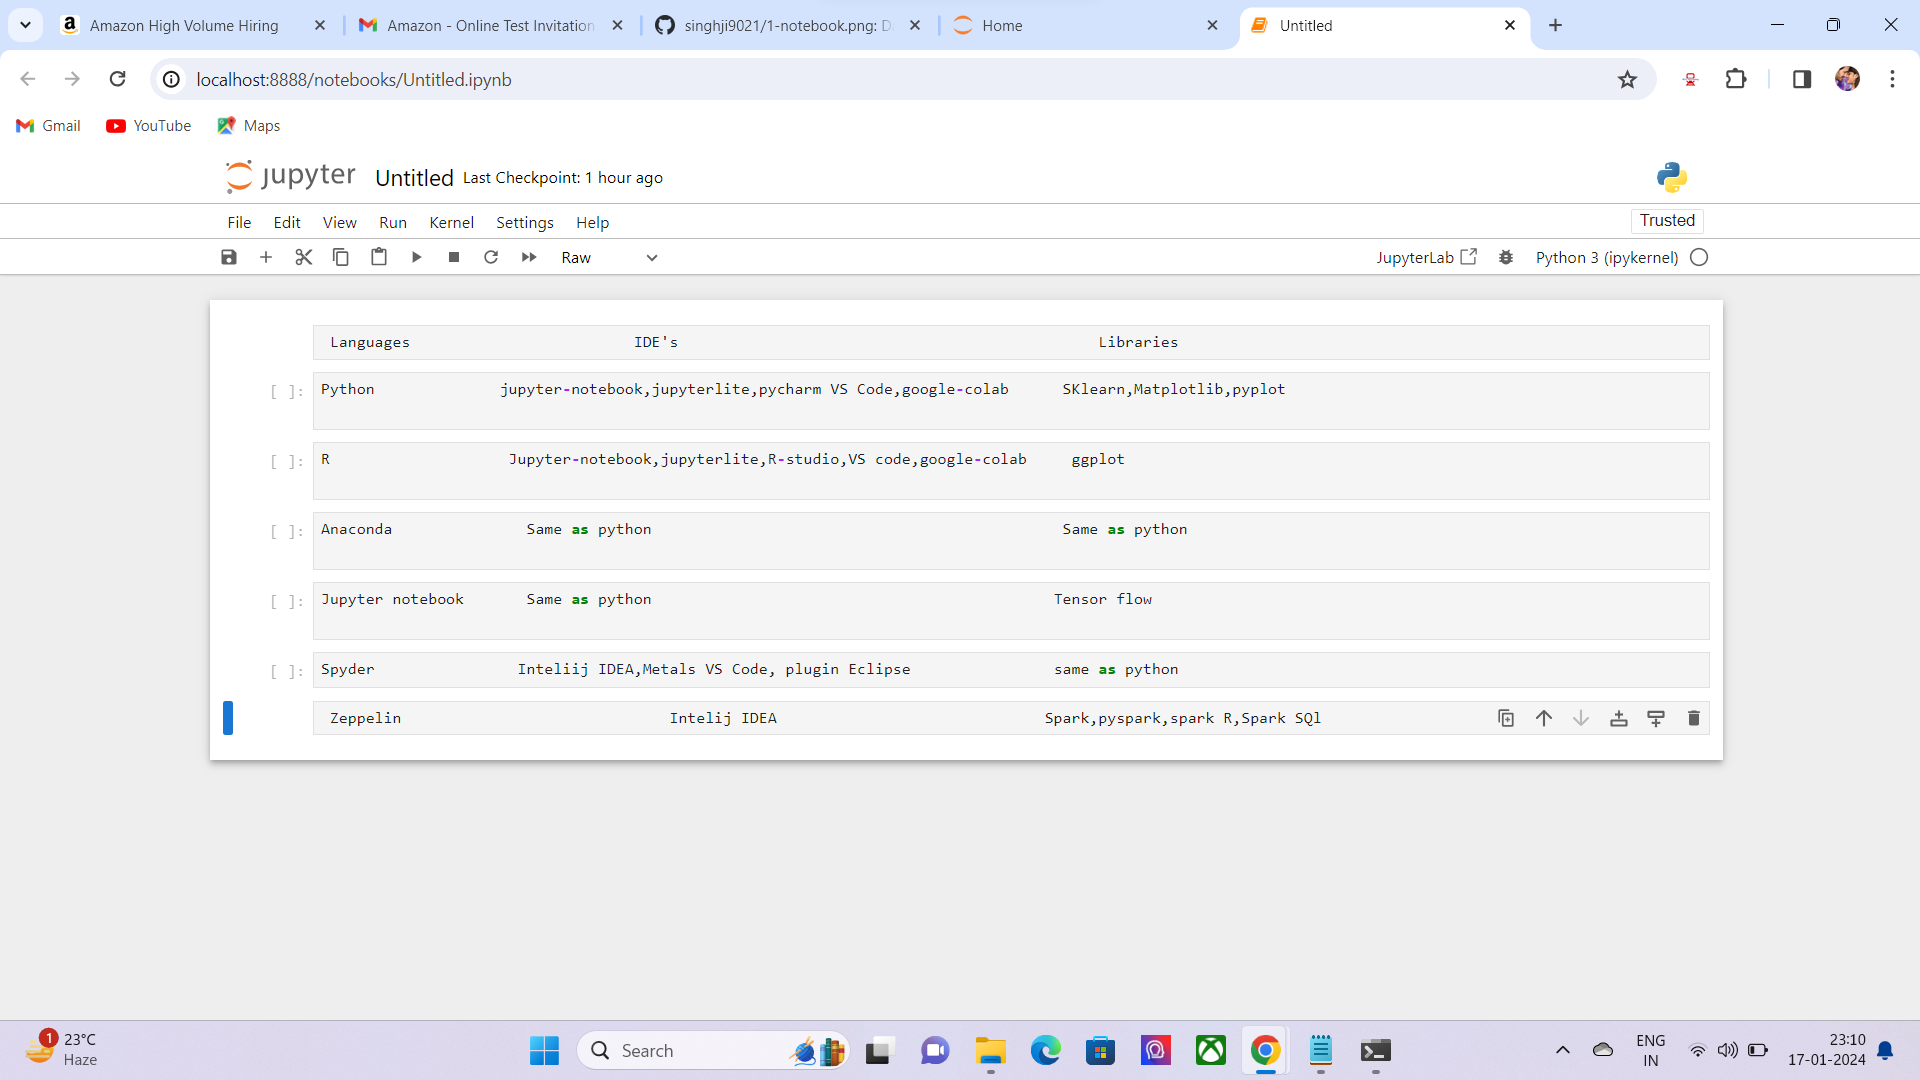 Amazon High Volume Hiring
Amazon - Online Test Invitation
singhji9021/1-notebook.png: D
Home
Untitled
localhost:8888/notebooks/Untitled.ipynb
Gmail YouTube Maps
jupyter Untitled Last Checkpoint: 1 hour ago
File Edit View Run Kernel Settings Help Trusted
Raw JupyterLab Python 3 (ipykernel)
Languages IDE's Libraries
[ ]: Python jupyter-notebook,jupyterlite,pycharm VS Code,google-colab SKlearn,Matplotlib,pyplot
[ ]: R Jupyter-notebook,jupyterlite,R-studio,VS code,google-colab ggplot
[ ]: Anaconda Same as python Same as python
[ ]: Jupyter notebook Same as python Tensor flow
[ ]: Spyder Inteliij IDEA,Metals VS Code, plugin Eclipse same as python
Zeppelin Intelij IDEA Spark,pyspark,spark R,Spark SQl
1 23°C
Haze
Search
ENG
IN
23:10
17-01-2024